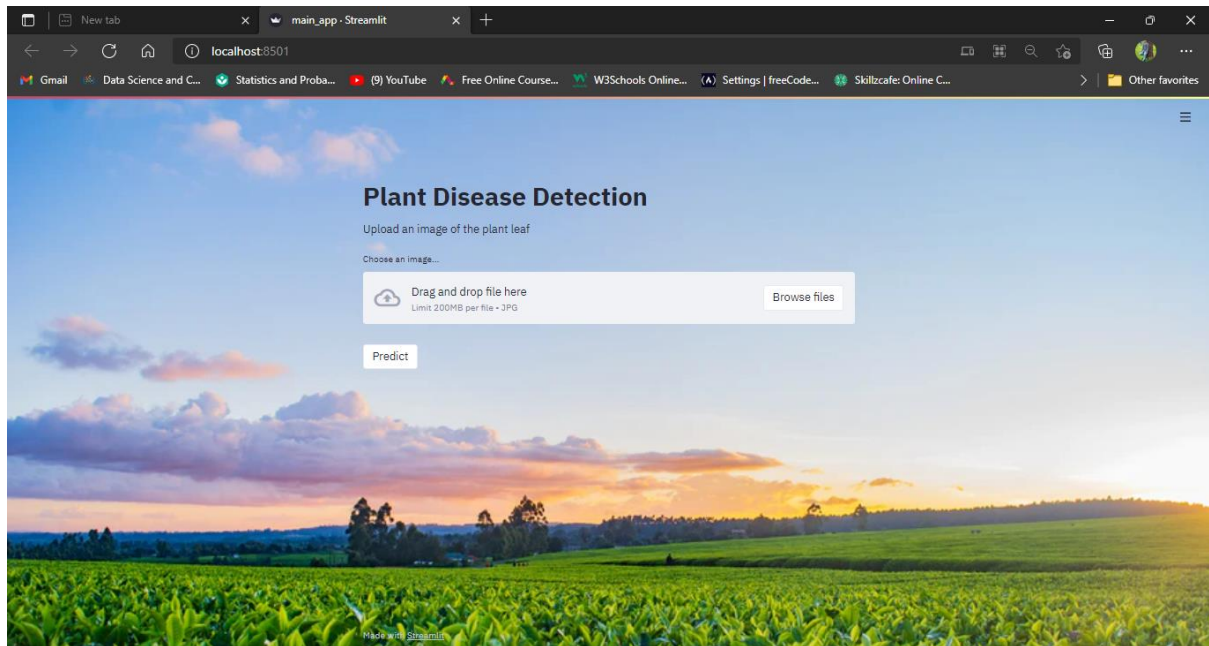 New tab
main_app · Streamlit
localhost:8501
Gmail
Data Science and C...
Statistics and Proba...
(9) YouTube
Free Online Course...
W3Schools Online...
Settings | freeCode...
Skillzcafe: Online C...
Other favorites
Plant Disease Detection
Upload an image of the plant leaf
Choose an image...
Drag and drop file here
Limit 200MB per file • JPG
Browse files
Predict
Made with Streamlit